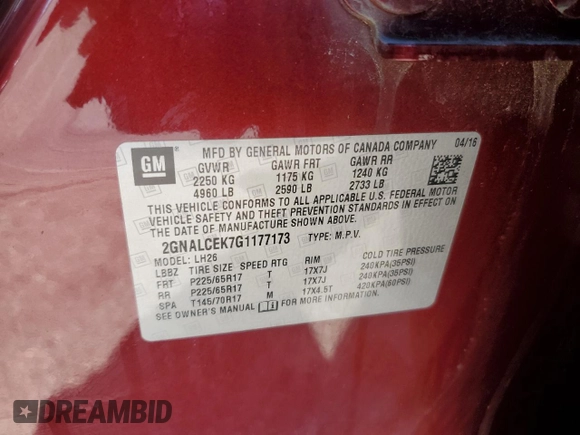 GM
MFD BY GENERAL MOTORS OF CANADA COMPANY 04/16
GVWR GAWR FRT GAWR RR
2250 KG 1175 KG 1240 KG
4960 LB 2590 LB 2733 LB
THIS VEHICLE CONFORMS TO ALL APPLICABLE U.S. FEDERAL MOTOR
VEHICLE SAFETY AND THEFT PREVENTION STANDARDS IN EFFECT ON
THE DATE OF MANUFACTURE SHOWN ABOVE.
2GNALCEK7G1177173 TYPE: M.P.V.
MODEL: LH26
LBBZ TIRE SIZE SPEED RTG RIM COLD TIRE PRESSURE
FRT P225/65R17 T 17X7J 240KPA(35PSI)
RR P225/65R17 T 17X7J 240KPA(35PSI)
SPA T145/70R17 M 17X4.5T 420KPA(60PSI)
SEE OWNER'S MANUAL FOR MORE INFORMATION.
DREAMBID